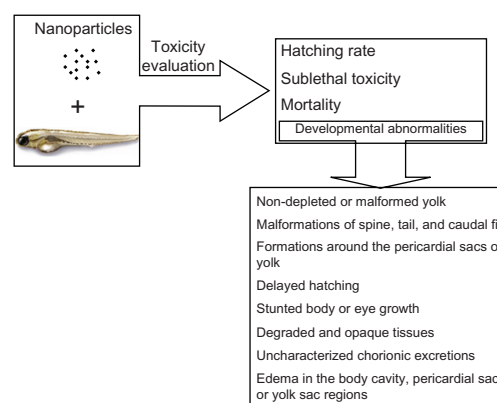 Nanoparticles
+
Toxicity
evaluation
Hatching rate
Sublethal toxicity
Mortality
Developmental abnormalities
Non-depleted or malformed yolk
Malformations of spine, tail, and caudal
Formations around the pericardial sacs
yolk
Delayed hatching
Stunted body or eye growth
Degraded and opaque tissues
Uncharacterized chorionic excretions
Edema in the body cavity, pericardial
or yolk sac regions